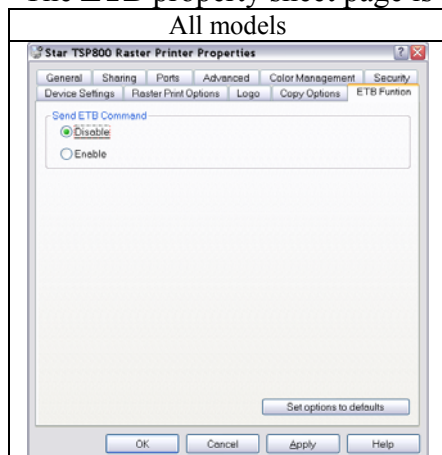 The ETB property sheet page is
All models
Star TSP800 Raster Printer Properties
General Sharing Ports Advanced Color Management Security
Device Settings Raster Print Options Logo Copy Options ETB Funtion
Send ETB Command
Disable
Enable
Set options to defaults
OK Cancel Apply Help